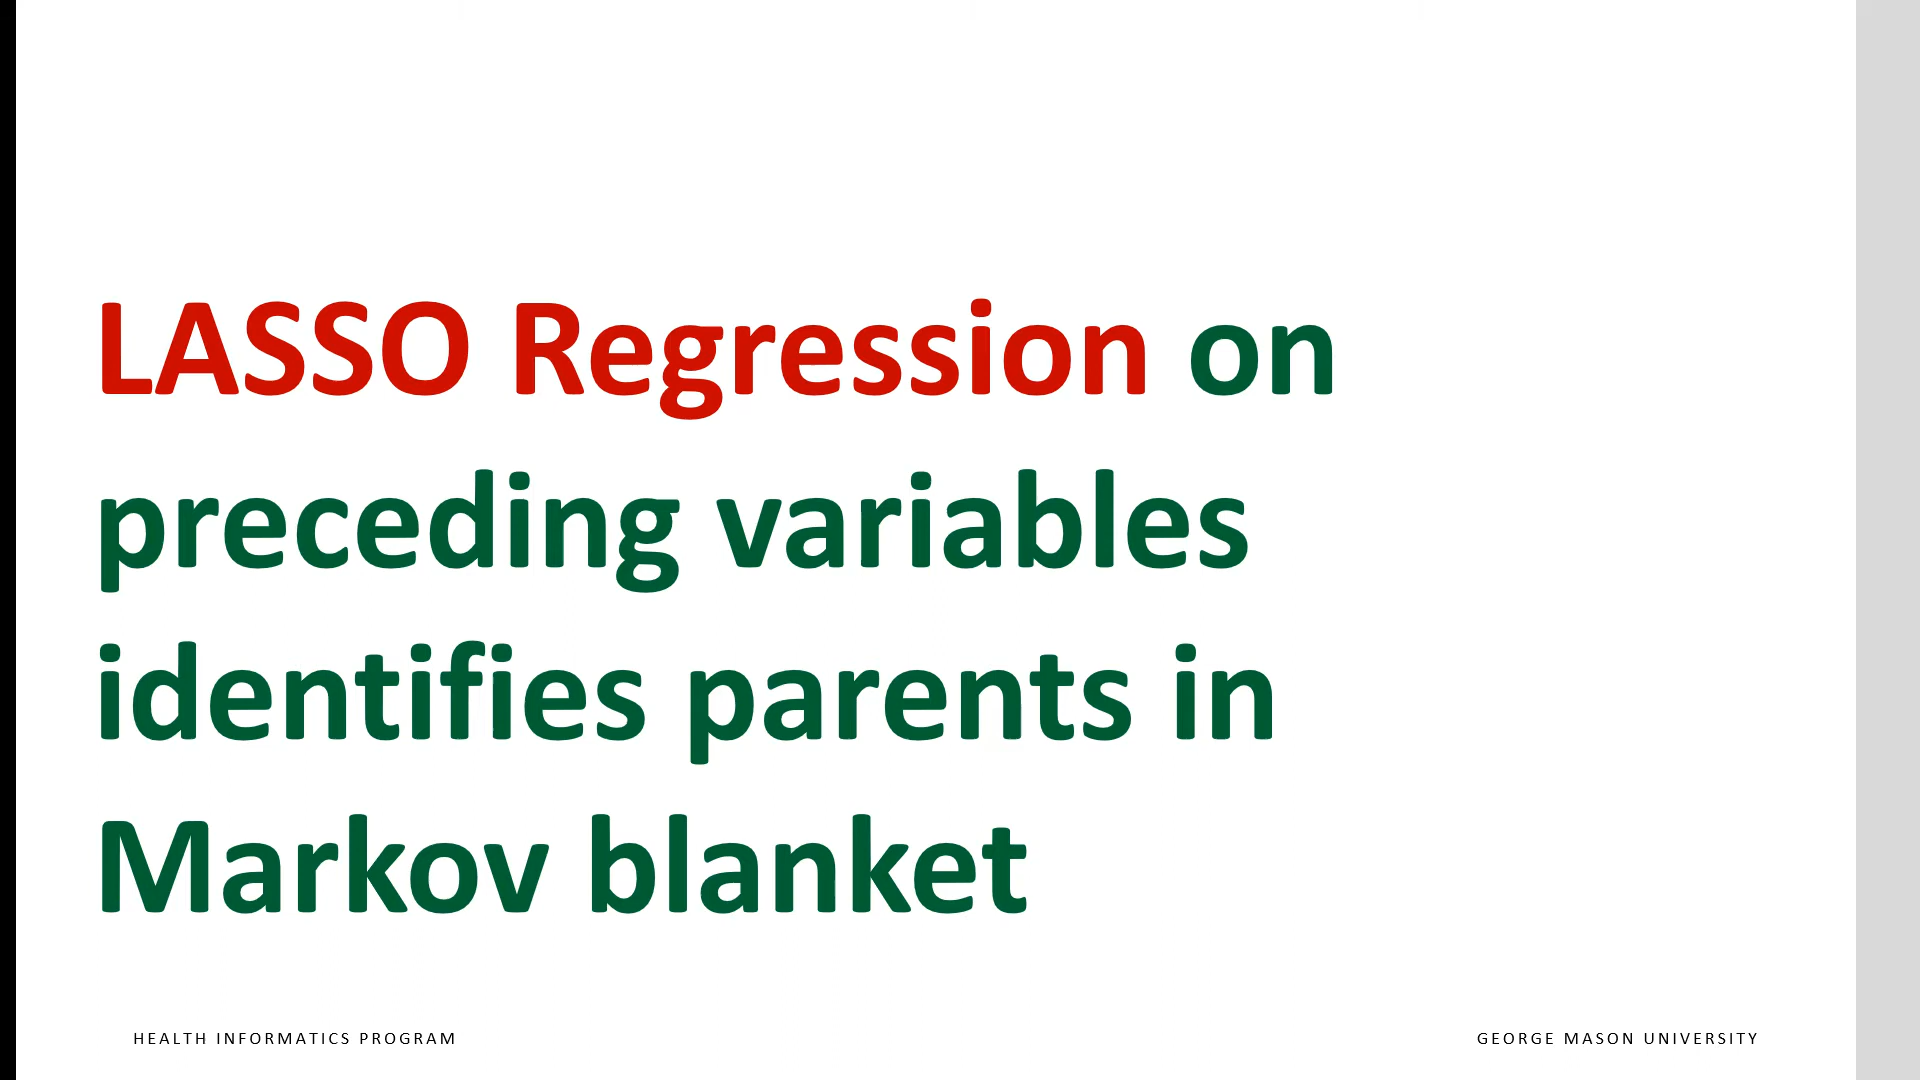 LASSO Regression on
preceding variables
identifies parents in
Markov blanket
HEALTH INFORMATICS PROGRAM
GEORGE MASON UNIVERSITY